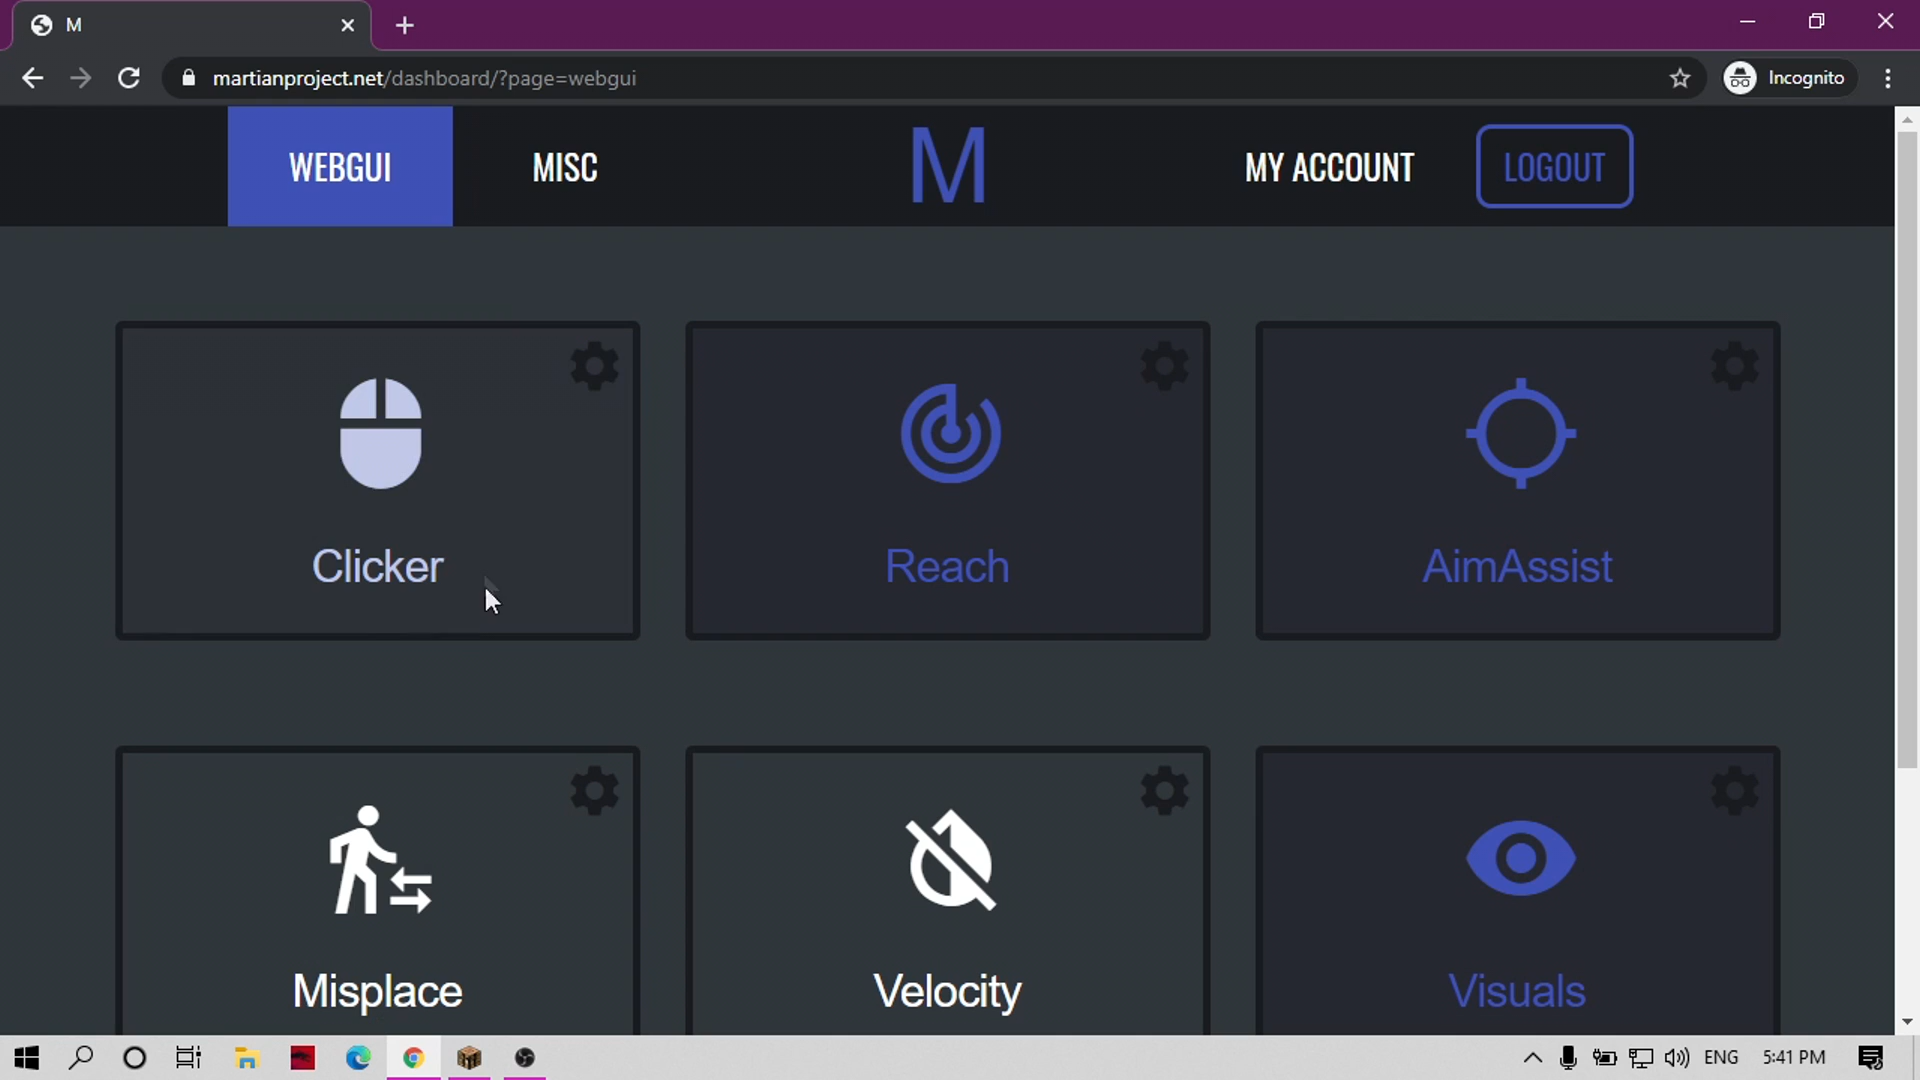 M
martianproject.net/dashboard/?page=webgui
Incognito
WEBGUI
MISC
M
MY ACCOUNT
LOGOUT
Clicker
Reach
AimAssist
Misplace
Velocity
Visuals
ENG
5:41 PM